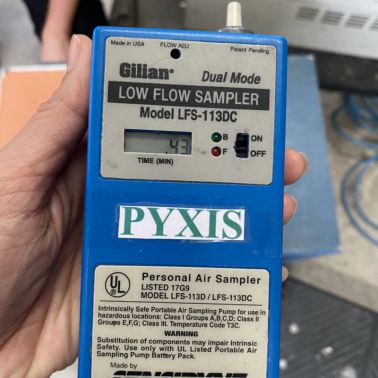 Made in USA
FLOW ADJ
Patent Pending
Gilian®
Dual Mode
LOW FLOW SAMPLER
Model LFS-113DC
43
B
ON
F
OFF
TIME (MIN)
PYXIS
UL
Personal Air Sampler
LISTED 17G9
MODEL LFS-113D / LFS-113DC
Intrinsically Safe Portable Air Sampling Pump for use in
hazardous locations: Class I Groups A,B,C,D; Class II
Groups E,F,G; Class III. Temperature Code T3C.
WARNING
Substitution of components may impair Intrinsic
Safety. Use only with UL Listed Portable Air
Sampling Pump Battery Pack.
Made by